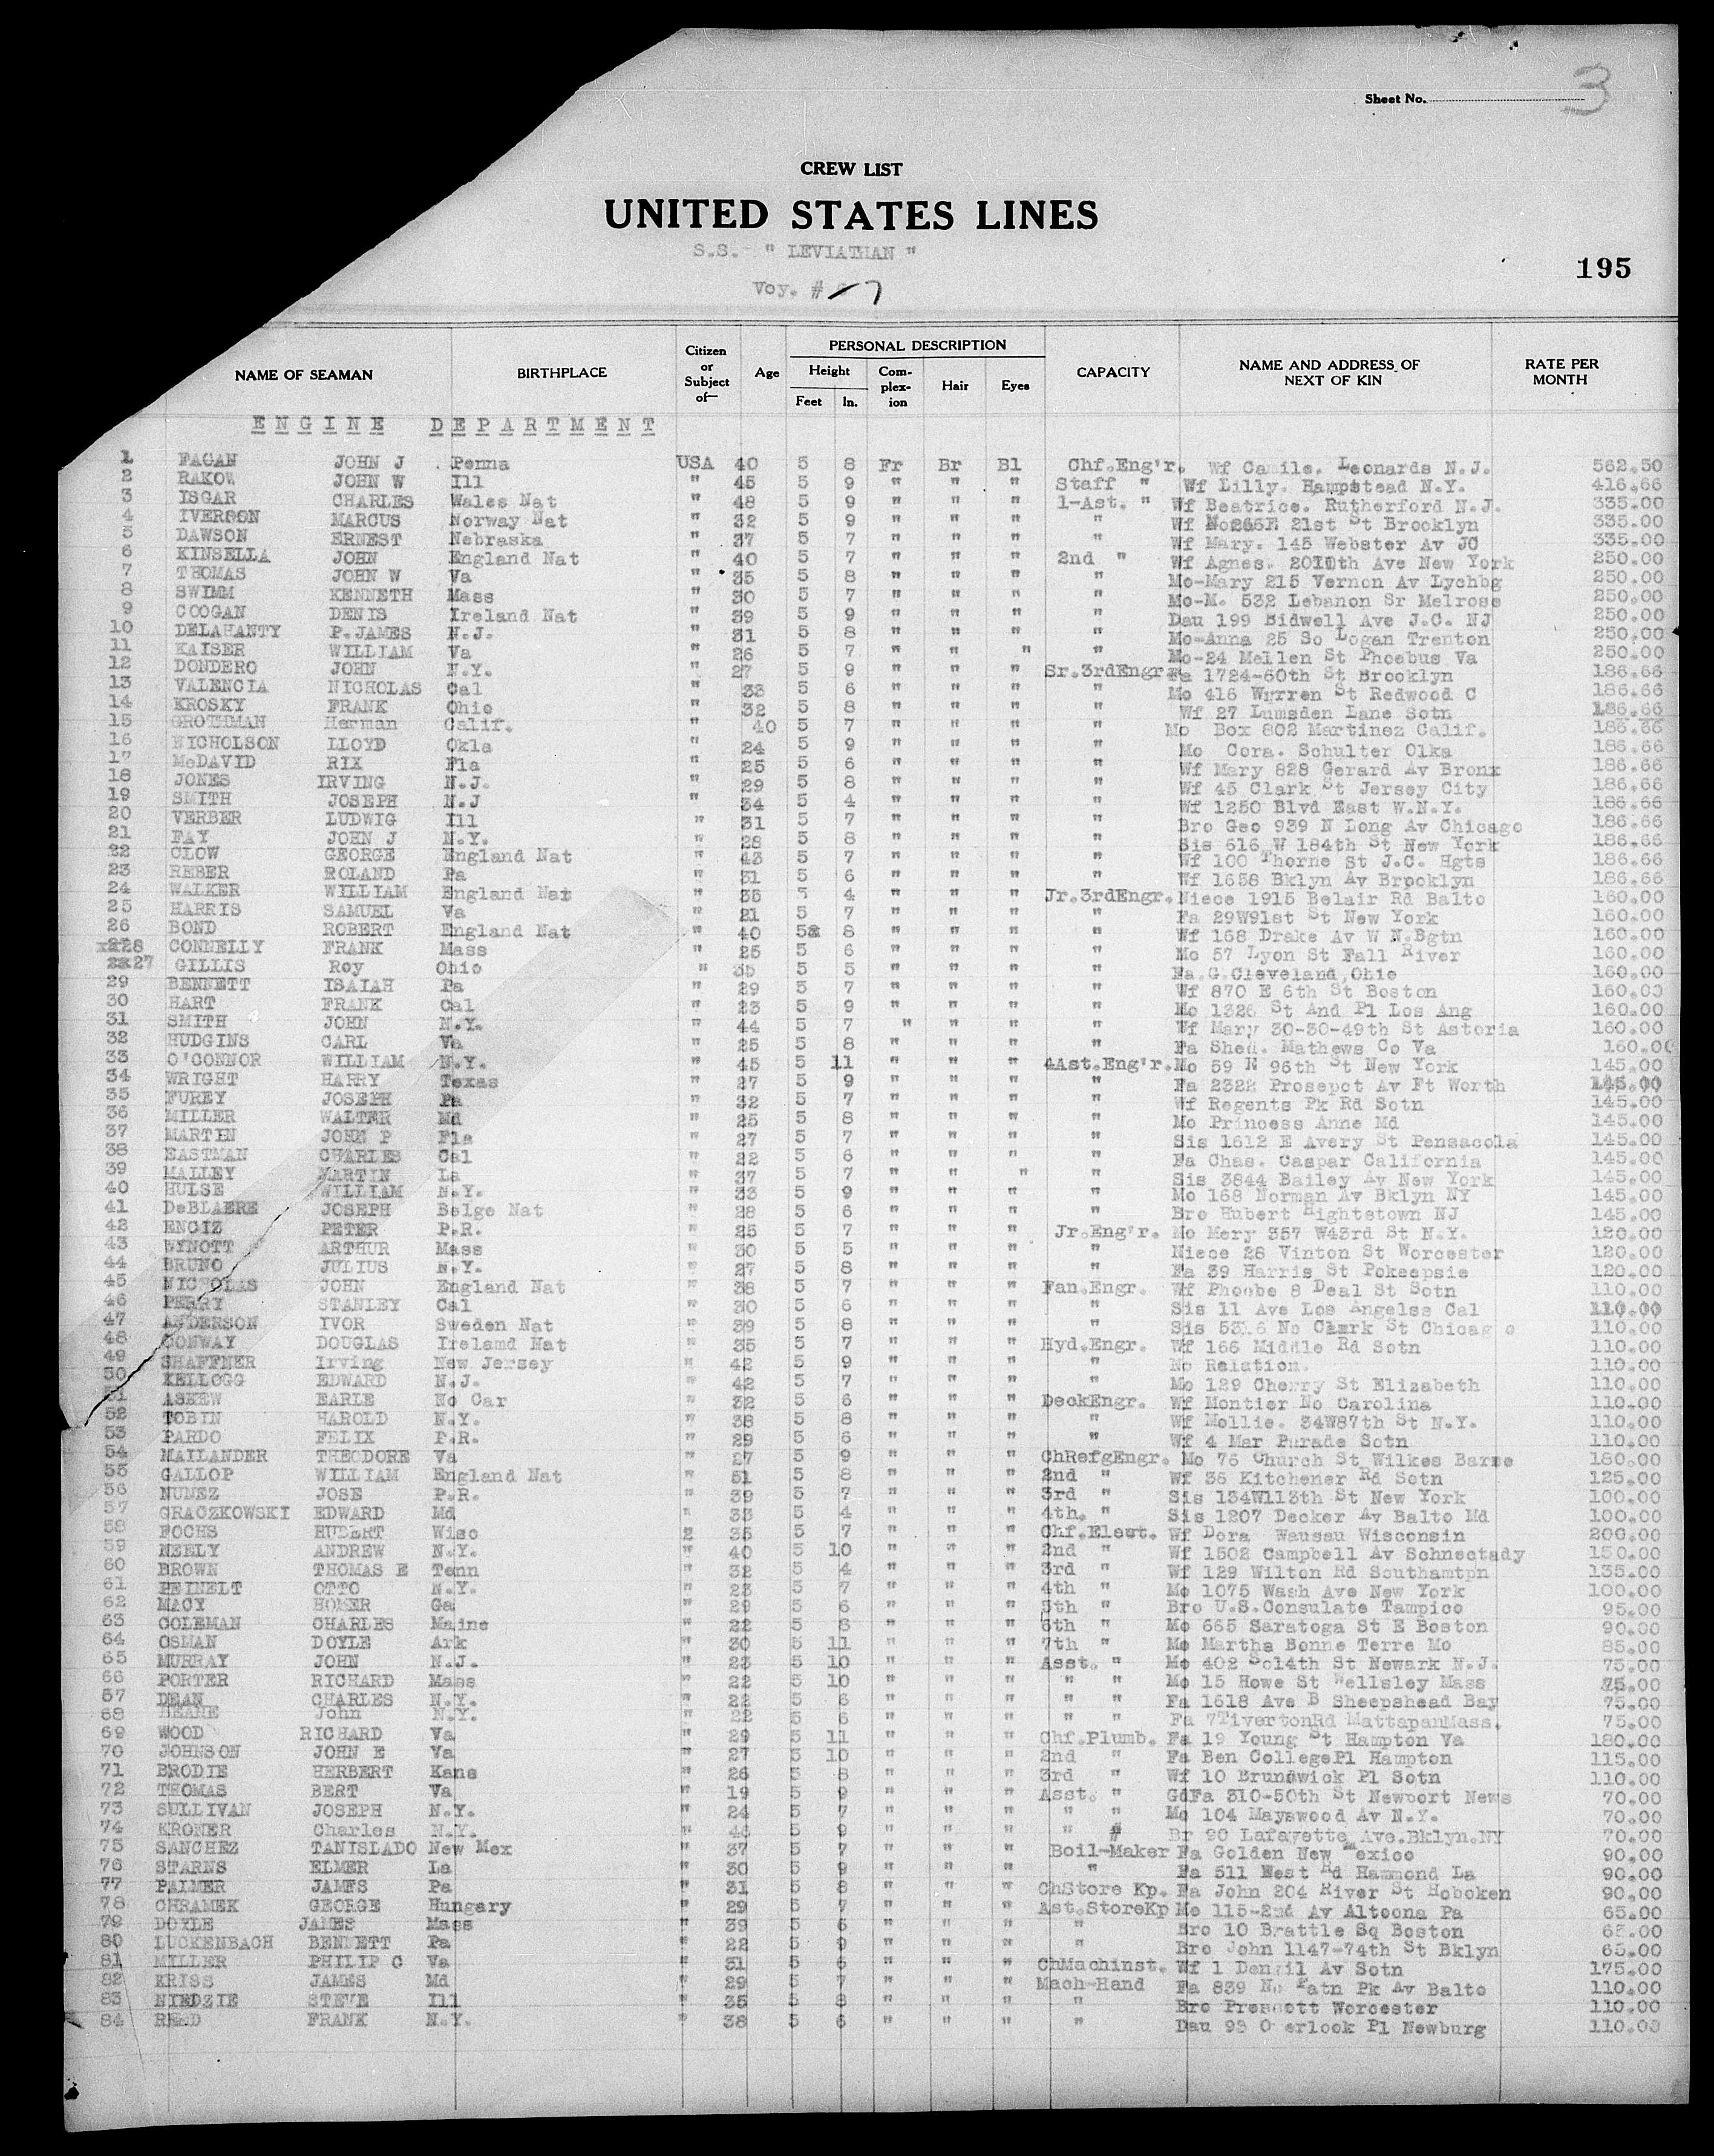 Sheet No. 3
CREW LIST
UNITED STATES LINES
S.S. " LEVIATHAN "
195
Voy. # 7
NAME OF SEAMAN BIRTHPLACE Citizen or Subject of— Age PERSONAL DESCRIPTION Height Feet In. Complexion Hair Eyes CAPACITY NAME AND ADDRESS OF NEXT OF KIN RATE PER MONTH
ENGINE DEPARTMENT
1 FAGAN JOHN J Penna USA 40 5 8 Fr Br Bl Chf.Eng'r. Wf Camile. Leonards N.J. 562.50
2 RAKOW JOHN W Ill " 45 5 9 " " " Staff " Wf Lilly. Hampstead N.Y. 416.66
3 ISGAR CHARLES Wales Nat " 48 5 9 " " " 1-Ast. " Wf Beatrice. Rutherford N.J. 335.00
4 IVERSON MARCUS Norway Nat " 32 5 9 " " " " Wf 21st St Brooklyn 335.00
5 DAWSON ERNEST Nebraska " 37 5 7 " " " " Wf Mary. 145 Webster Av JC 335.00
6 KINSELLA JOHN England Nat " 40 5 7 " " " 2nd " Wf Agnes. Ave New York 250.00
7 THOMAS JOHN W Va " 35 5 8 " " " " Mo-Mary 215 Vernon Av Lychbg 250.00
8 SWIMM KENNETH Mass " 30 5 7 " " " " Mo-M. 532 Lebanon Sr Melrose 250.00
9 COOGAN DENIS Ireland Nat " 39 5 9 " " " " Dau 199 Bidwell Ave J.C. NJ 250.00
10 DELAHANTY P.JAMES N.J. " 31 5 8 " " " " Mo-Anna 25 So Logan Trenton 250.00
11 KAISER WILLIAM Va " 26 5 7 " " " " Mo-24 Mellen St Phoebus Va 250.00
12 DONDERO JOHN N.Y. " 27 5 9 " " " Sr.3rdEngr. Fa 1724-60th St Brooklyn 186.66
13 VALENCIA NICHOLAS Cal " 33 5 6 " " " " Mo 416 Warren St Redwood C 186.66
14 KROSKY FRANK Ohio " 32 5 8 " " " " Wf 27 Lumsden Lane Sotn 186.66
15 GROTHMAN Herman Calif. " 40 5 7 " " " " Mo Box 802 Martinez Calif. 186.66
16 NICHOLSON LLOYD Okla " 24 5 9 " " " " Mo Cora. Schulter Olka 186.66
17 McDAVID RIX Fla " 25 5 6 " " " " Wf Mary 828 Gerard Av Bronx 186.66
18 JONES IRVING N.J. " 29 5 8 " " " " Wf 45 Clark St Jersey City 186.66
19 SMITH JOSEPH N.J " 34 5 4 " " " " Wf 1250 Blvd East W.N.Y. 186.66
20 VERBER LUDWIG Ill " 31 5 7 " " " " Bro Geo 939 N Long Av Chicago 186.66
21 FAY JOHN J N.Y. " 28 5 8 " " " " Sis 616 W 184th St New York 186.66
22 CLOW GEORGE England Nat " 43 5 7 " " " " Wf 100 Thorne St J.C. Hgts 186.66
23 REBER ROLAND Pa " 31 5 6 " " " " Wf 1658 Bklyn Av Brooklyn 186.66
24 WALKER WILLIAM England Nat " 35 5 4 " " " Jr.3rdEngr. Niece 1915 Belair Rd Balto 160.00
25 HARRIS SAMUEL Va " 21 5 7 " " " " Fa 29W91st St New York 160.00
26 BOND ROBERT England Nat " 40 5 8 " " " " Wf 168 Drake Av W N.Bgtn 160.00
28 CONNELLY FRANK Mass " 25 5 6 " " " " Mo 57 Lyon St Fall River 160.00
27 GILLIS Roy Ohio " 35 5 5 " " " " Fa.G.Cleveland Ohio 160.00
29 BENNETT ISAIAH Pa " 29 5 7 " " " " Wf 870 E 6th St Boston 160.00
30 HART FRANK Cal " 23 5 9 " " " " Mo 1326 St And Pl Los Ang 160.00
31 SMITH JOHN N.Y. " 44 5 7 " " " " Wf Mary 30-30-49th St Astoria 160.00
32 HUDGINS CARL Va " 25 5 8 " " " " Fa Shed. Mathews Co Va 160.00
33 O'CONNOR WILLIAM N.Y. " 45 5 11 " " " 4Ast.Eng'r. Mo 59 E 96th St New York 145.00
34 WRIGHT HARRY Texas " 27 5 9 " " " " Fa 2322 Prosepct Av Ft Worth 145.00
35 FUREY JOSEPH Pa " 32 5 7 " " " " Wf Regents Pk Rd Sotn 145.00
36 MILLER WALTER Md " 25 5 8 " " " " Mo Princess Anne Md 145.00
37 MARTIN JOHN P Fla " 27 5 7 " " " " Sis 1612 E Avery St Pensacola 145.00
38 EASTMAN CHARLES Cal " 22 5 6 " " " " Fa Chas. Caspar California 145.00
39 MALLEY MARTIN La " 37 5 7 " " " " Sis 3844 Bailey Av New York 145.00
40 HULSE WILLIAM N.Y. " 33 5 9 " " " " Mo 168 Norman Av Bklyn NY 145.00
41 DeBLAERE JOSEPH Belge Nat " 28 5 6 " " " " Bro Hubert Hightstown NJ 145.00
42 ENCIZ PETER P.R. " 25 5 7 " " " Jr.Eng'r. Mo Mery 357 W43rd St N.Y. 120.00
43 WYNOTT ARTHUR Mass " 30 5 5 " " " " Niece 28 Vinton St Worcester 120.00
44 BRUNO JULIUS N.Y. " 27 5 8 " " " " Fa 39 Harris St Pokeepsie 120.00
45 NICHOLAS JOHN England Nat " 38 5 7 " " " Fan.Engr. Wf Phoebe 8 Deal St Sotn 110.00
46 PERRY STANLEY Cal " 30 5 6 " " " " Sis 11 Ave Los Angelss Cal 110.00
47 ANDERSON IVOR Sweden Nat " 39 5 8 " " " " Sis 5316 No Clark St Chicago 110.00
48 CONWAY DOUGLAS Ireland Nat " 35 5 7 " " " Hyd.Engr. Wf 166 Middle Rd Sotn 110.00
49 SHAFFNER Irving New Jersey " 42 5 9 " " " " No Relation. 110.00
50 KELLOGG EDWARD N.J. " 42 5 7 " " " " Mo 129 Cherry St Elizabeth 110.00
51 ASKEW EARLE No Car " 32 5 6 " " " DeckEngr. Wf Montier No Carolina 110.00
52 TOBIN HAROLD N.Y. " 38 5 8 " " " " Wf Mollie. 34W87th St N.Y. 110.00
53 PARDO FELIX P.R. " 29 5 6 " " " " Wf 4 Mar Parade Sotn 110.00
54 MAILANDER THEODORE Va " 27 5 9 " " " ChRefgEngr. Mo 76 Church St Wilkes Barre 180.00
55 GALLOP WILLIAM England Nat " 51 5 8 " " " 2nd " Wf 36 Kitchener Rd Sotn 125.00
56 NUNEZ JOSE P.R. " 39 5 7 " " " 3rd " Sis 134W113th St New York 100.00
57 GRACZKOWSKI EDWARD Md " 33 5 4 " " " 4th. " Sis 1207 Decker Av Balto Md 100.00
58 FOCHS HUBERT Wisc 2 35 5 7 " " " Chf.Elect. Wf Dora Wausau Wisconsin 200.00
59 NEELY ANDREW N.Y. " 40 5 10 " " " 2nd " Wf 1502 Campbell Av Schnectady 150.00
60 BROWN THOMAS E Tenn " 32 5 4 " " " 3rd " Wf 129 Wilton Rd Southamtpn 135.00
61 PEINELT OTTO N.Y. " 23 5 7 " " " 4th " Mo 1075 Wash Ave New York 100.00
62 MACY HOMER Ga " 29 5 6 " " " 5th " Bro U.S.Consulate Tampico 95.00
63 COLEMAN CHARLES Maine " 22 5 8 " " " 6th " Mo 665 Saratoga St E Boston 90.00
64 OSMAN DOYLE Ark " 30 5 11 " " " 7th " Mo Martha Bonne Terre Mo 85.00
65 MURRAY JOHN N.J. " 23 5 10 " " " Asst. " Mo 402 So14th St Newark N.J. 75.00
66 PORTER RICHARD Mass " 22 5 10 " " " " " Mo 15 Howe St Wellsley Mass 75.00
67 DEAN CHARLES N.Y. " 22 5 6 " " " " " Fa 1618 Ave B Sheepshead Bay 75.00
68 BEANE John N.Y. " 22 5 6 " " " " " Fa 7TivertonRd MattapanMass. 75.00
69 WOOD RICHARD Va " 29 5 11 " " " Chf.Plumb. Fa 19 Young St Hampton Va 180.00
70 JOHNSON JOHN E Va " 27 5 10 " " " 2nd " Fa Ben CollegePl Hampton 115.00
71 BRODIE HERBERT Kans " 26 5 8 " " " 3rd " Wf 10 Brunswick Pl Sotn 110.00
72 THOMAS BERT Va " 19 5 9 " " " Asst. " GdFa 310-50th St Newport News 70.00
73 SULLIVAN JOSEPH N.Y. " 24 5 7 " " " " " Mo 104 Mayswood Av N.Y. 70.00
74 KRONER Charles N.Y. " 46 5 9 " " " " # Br 90 Lafayette Ave.Bklyn.NY 70.00
75 SANCHEZ TANISLADO New Mex " 37 5 7 " " " Boil-Maker Fa Golden New Mexico 90.00
76 STARNS ELMER La " 30 5 9 " " " " Fa 511 West Rd Hammond La 90.00
77 PALMER JAMES Pa " 31 5 8 " " " ChStore Kp. Fa John 204 River St Hoboken 90.00
78 CHRAMEK GEORGE Hungary " 29 5 7 " " " Ast.StoreKp Mo 115-2nd Av Altoona Pa 65.00
79 DOYLE JAMES Mass " 39 5 6 " " " " Bro 10 Brattle Sq Boston 65.00
80 LUCKENBACH BENNETT Pa " 22 5 9 " " " " Bro John 1147-74th St Bklyn 65.00
81 MILLER PHILIP C Va " 31 5 6 " " " ChMachinst. Wf 1 Denzil Av Sotn 175.00
82 KRISS JAMES Md " 29 5 7 " " " Mach-Hand Fa 839 No Patn Pk Av Balto 110.00
83 NIEDZIE STEVE Ill " 35 5 8 " " " " Bro Prescott Worcester 110.00
84 READ FRANK N.Y. " 38 5 6 " " " " Dau 93 Overlook Pl Newburg 110.00